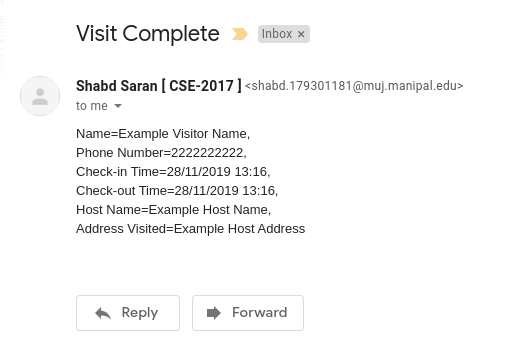 Visit Complete
Inbox ×
Shabd Saran [ CSE-2017 ] <shabd.179301181@muj.manipal.edu>
to me
Name=Example Visitor Name,
Phone Number=2222222222,
Check-in Time=28/11/2019 13:16,
Check-out Time=28/11/2019 13:16,
Host Name=Example Host Name,
Address Visited=Example Host Address
Reply
Forward